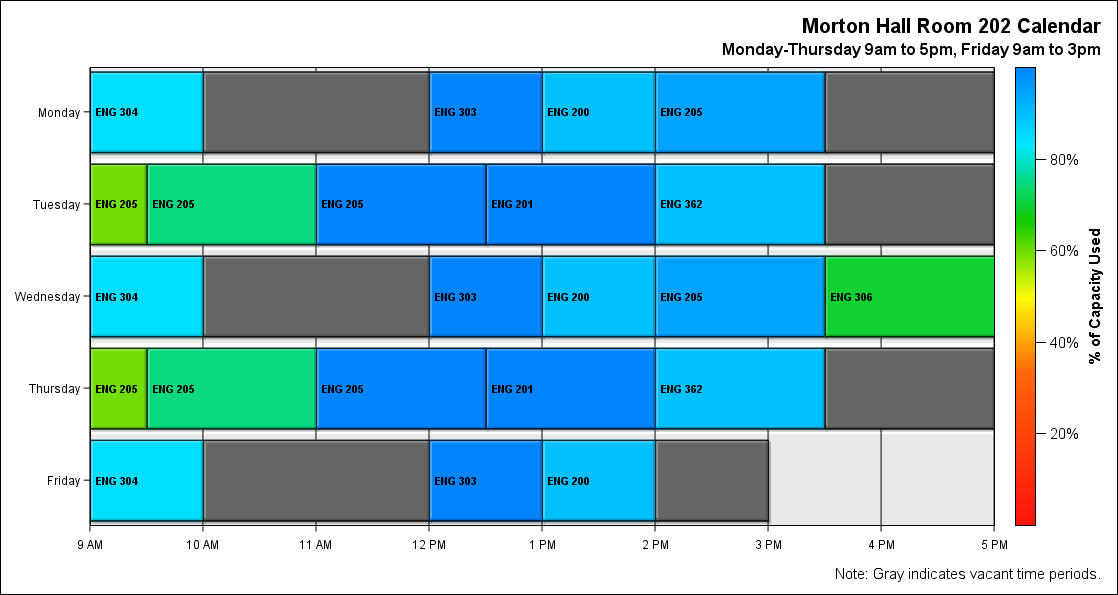 Morton Hall Room 202 Calendar
Monday-Thursday 9am to 5pm, Friday 9am to 3pm
Monday
ENG 304
ENG 303
ENG 200
ENG 205
Tuesday
ENG 205
ENG 205
ENG 205
ENG 201
ENG 362
Wednesday
ENG 304
ENG 303
ENG 200
ENG 205
ENG 306
Thursday
ENG 205
ENG 205
ENG 205
ENG 201
ENG 362
Friday
ENG 304
ENG 303
ENG 200
9 AM
10 AM
11 AM
12 PM
1 PM
2 PM
3 PM
4 PM
5 PM
80%
60%
40%
20%
% of Capacity Used
Note: Gray indicates vacant time periods.